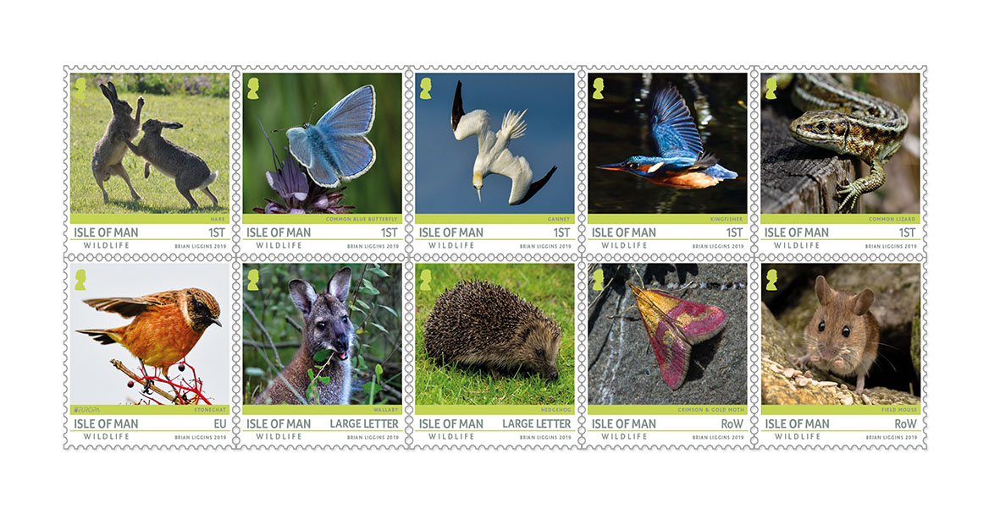 HARE
ISLE OF MAN 1ST
WILDLIFE BRIAN LIGGINS 2019
COMMON BLUE BUTTERFLY
ISLE OF MAN 1ST
WILDLIFE BRIAN LIGGINS 2019
GANNET
ISLE OF MAN 1ST
WILDLIFE BRIAN LIGGINS 2019
KINGFISHER
ISLE OF MAN 1ST
WILDLIFE BRIAN LIGGINS 2019
COMMON LIZARD
ISLE OF MAN 1ST
WILDLIFE BRIAN LIGGINS 2019
EUROPA STONECHAT
ISLE OF MAN EU
WILDLIFE BRIAN LIGGINS 2019
WALLABY
ISLE OF MAN LARGE LETTER
WILDLIFE BRIAN LIGGINS 2019
HEDGEHOG
ISLE OF MAN LARGE LETTER
WILDLIFE BRIAN LIGGINS 2019
CRIMSON & GOLD MOTH
ISLE OF MAN RoW
WILDLIFE BRIAN LIGGINS 2019
FIELD MOUSE
ISLE OF MAN RoW
WILDLIFE BRIAN LIGGINS 2019